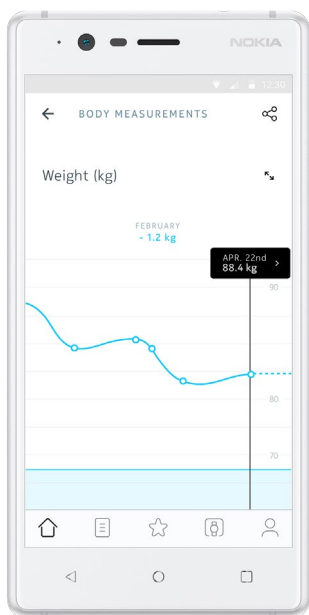 NOKIA
12:30
BODY MEASUREMENTS
Weight (kg)
FEBRUARY
- 1.2 kg
APR. 22nd
88.4 kg
90
80
70